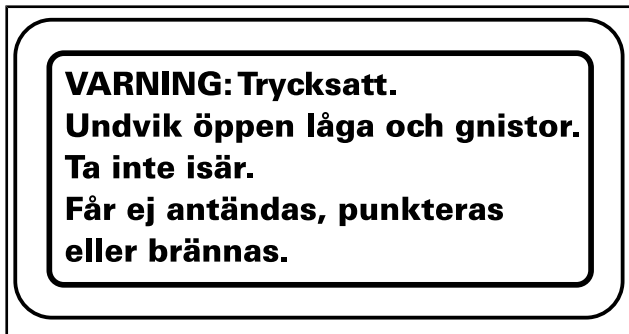 VARNING: Trycksatt.
Undvik öppen låga och gnistor.
Ta inte isär.
Får ej antändas, punkteras
eller brännas.